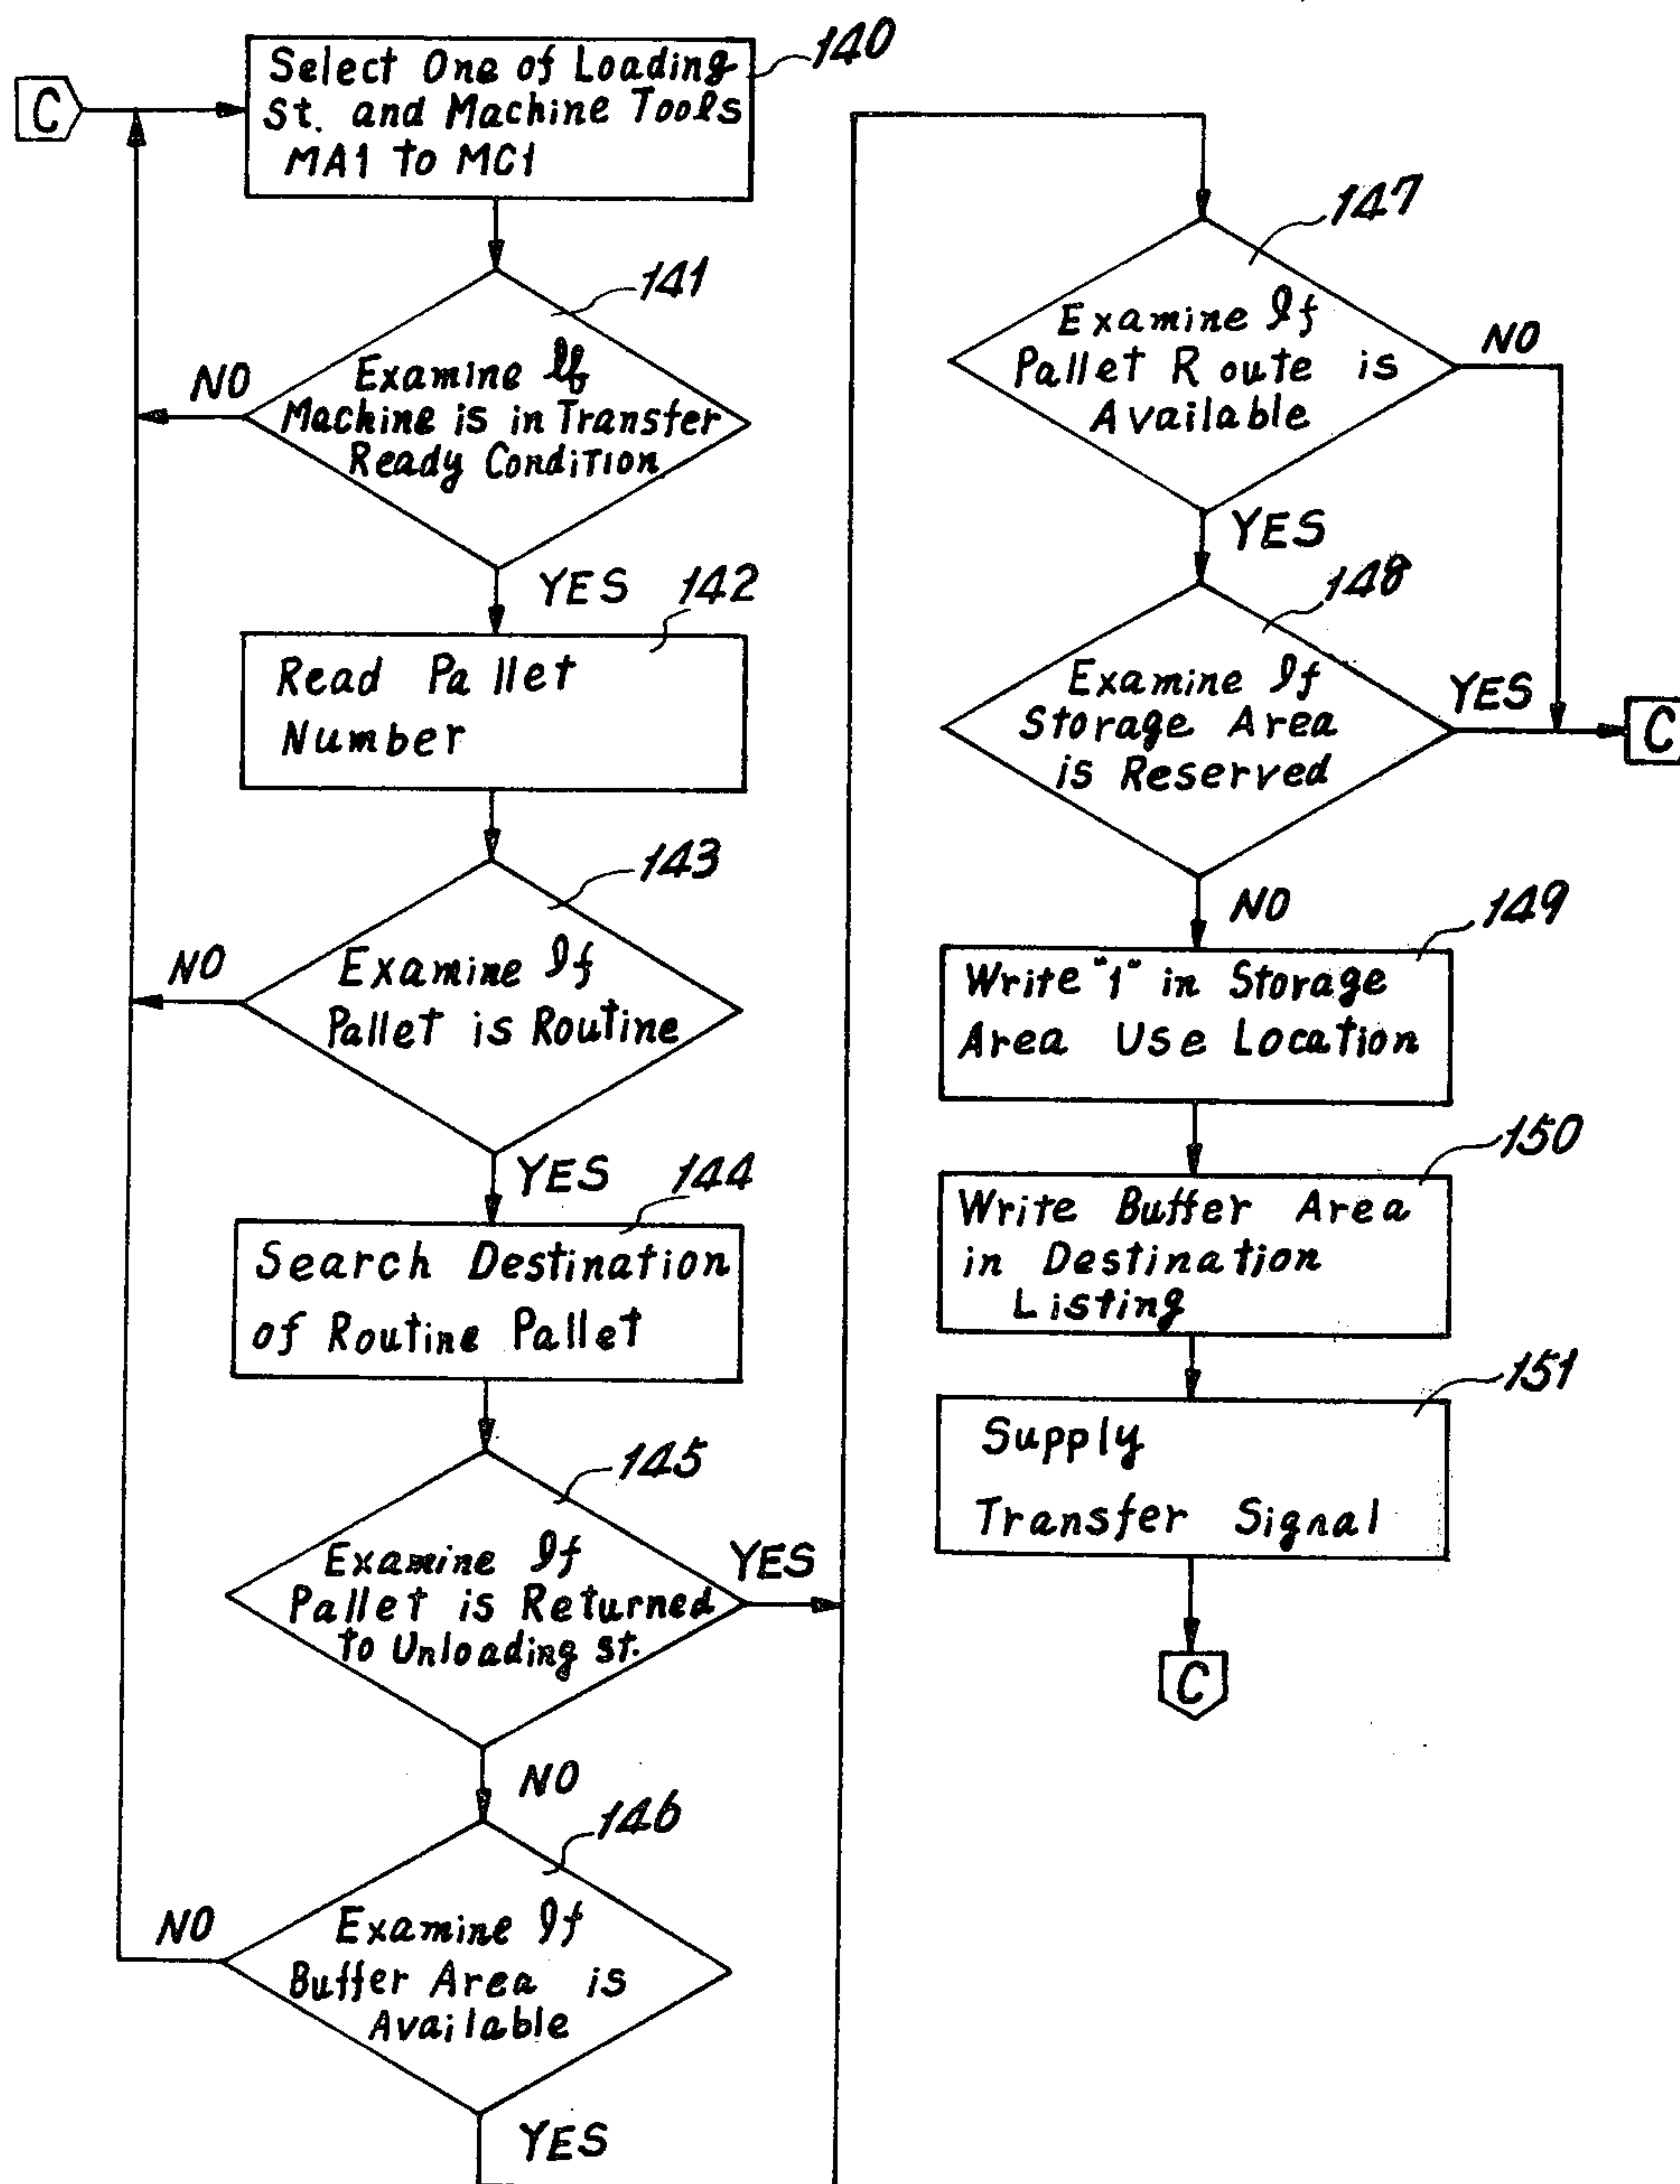 C
Select One of Loading
St. and Machine Tools
MA1 To MC1
140
141
Examine If
Machine is in Transfer
Ready Condition
NO
YES
142
Read Pallet
Number
143
Examine If
Pallet is Routine
NO
YES
144
Search Destination
of Routine Pallet
145
Examine If
Pallet is Returned
to Unloading St.
YES
NO
146
Examine If
Buffer Area is
Available
NO
YES
147
Examine If
Pallet Route is
Available
NO
YES
148
Examine If
Storage Area
is Reserved
YES
C
NO
149
Write "1" in Storage
Area Use Location
150
Write Buffer Area
in Destination
Listing
151
Supply
Transfer Signal
C